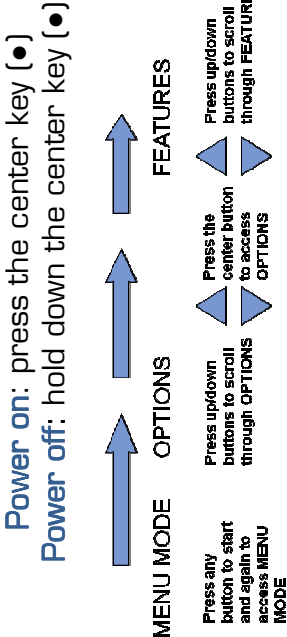 Power on: press the center key (●)
Power off: hold down the center key (●)
MENU MODE
OPTIONS
FEATURES
Press any
button to start
and again to
access MENU
MODE
Press up/down
buttons to scroll
through OPTIONS
Press the
center button
to access
OPTIONS
Press up/down
buttons to scroll
through FEATUR